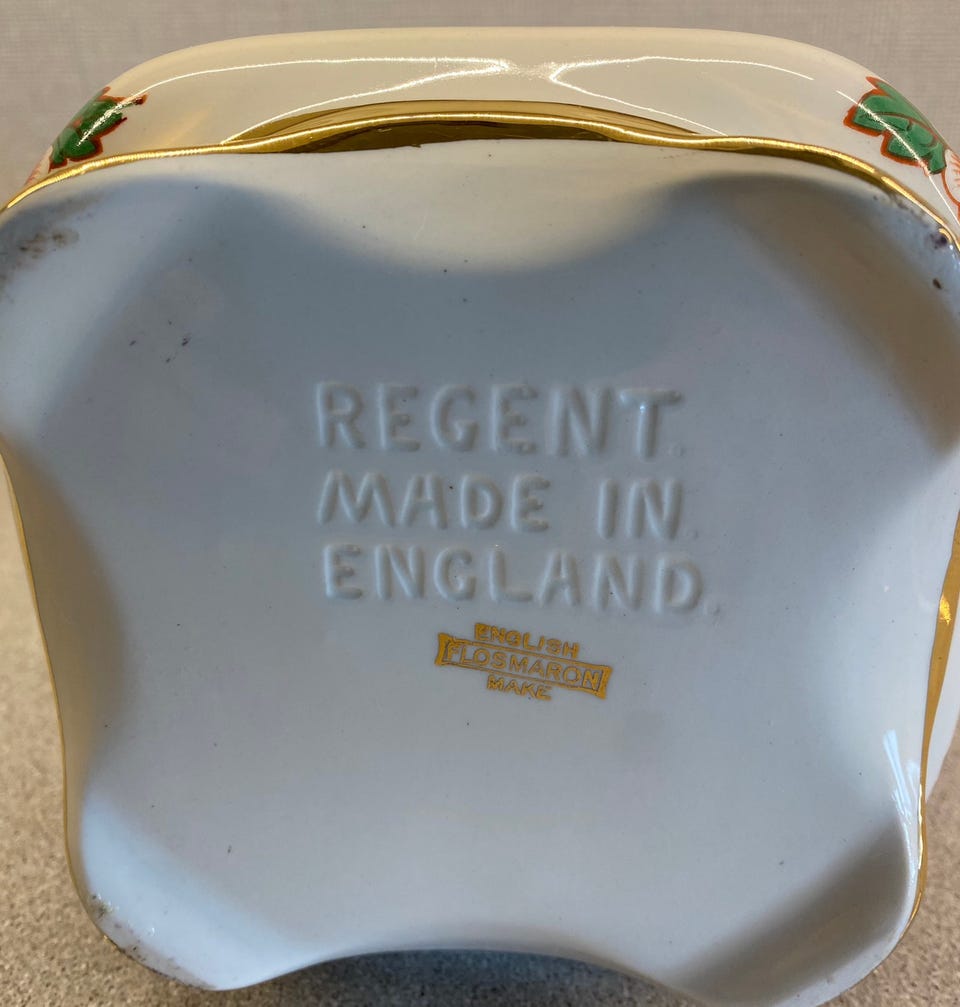 REGENT.
MADE IN.
ENGLAND.
ENGLISH
FLOSMARON
MAKE